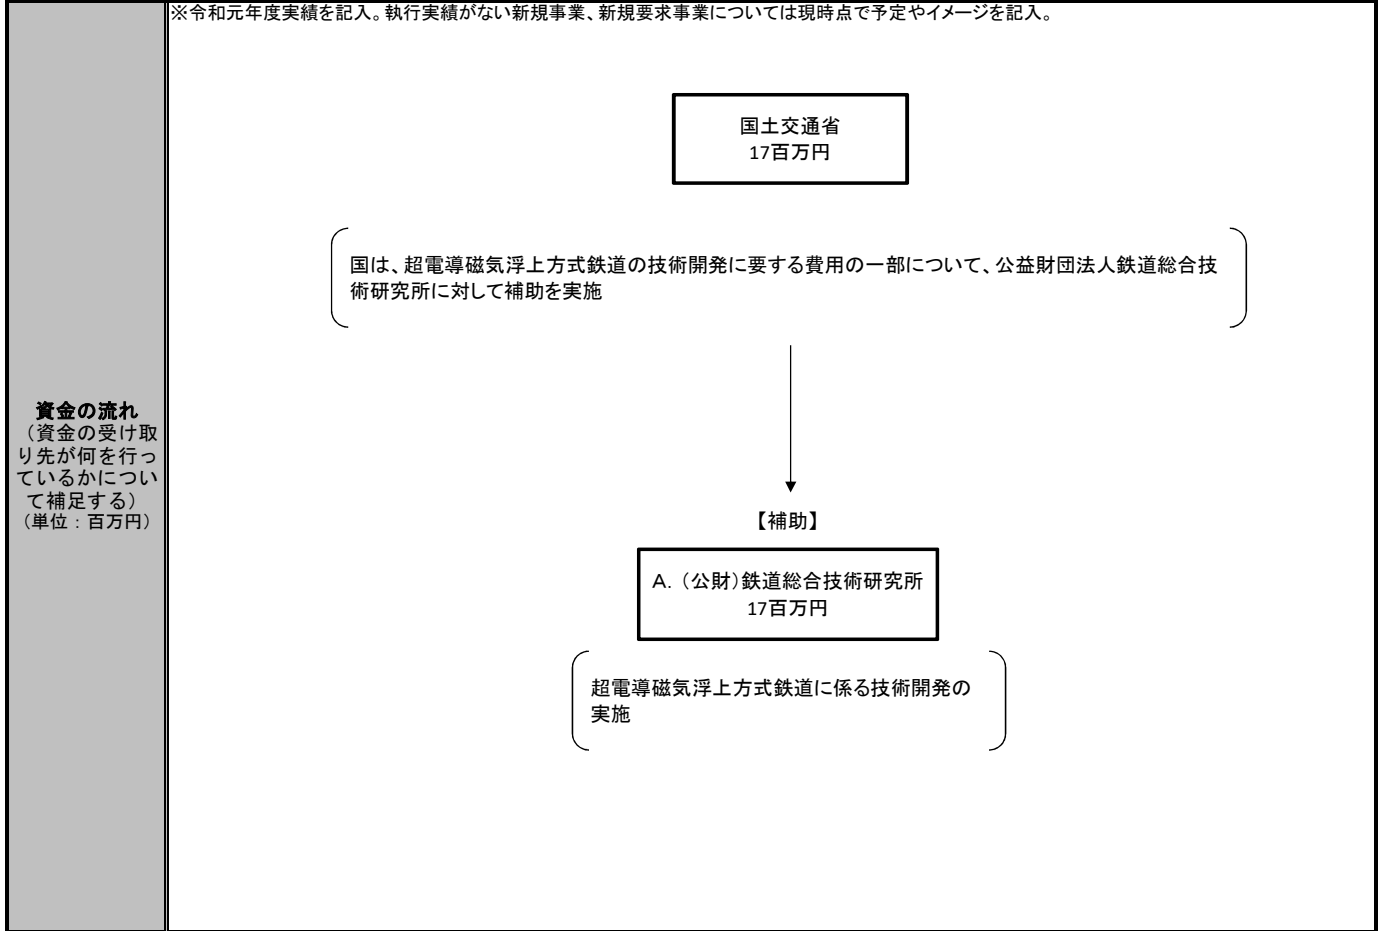 ※令和元年度実績を記入。執行実績がない新規事業、新規要求事業については現時点で予定やイメージを記入。
資金の流れ
（資金の受け取
り先が何を行っ
ているかについ
て補足する）
（単位：百万円）
国土交通省
17百万円
国は、超電導磁気浮上方式鉄道の技術開発に要する費用の一部について、公益財団法人鉄道総合技
術研究所に対して補助を実施
【補助】
A．（公財）鉄道総合技術研究所
17百万円
超電導磁気浮上方式鉄道に係る技術開発の
実施